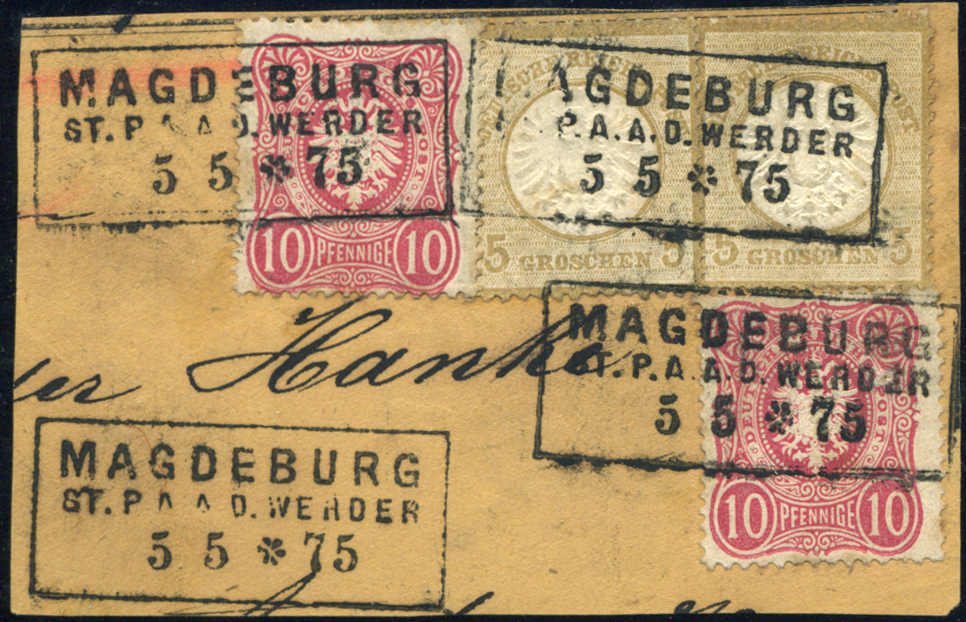 MAGDEBURG
ST. P. A. A. D. WERDER
5 5 * 75
10 PFENNIGE 10
AGDEBURG
P. A. A. D. WERDER
5 5 * 75
5 GROSCHEN 5
5 GROSCHEN 5
der Hanke
MAGDEBURG
ST. P. A. A. D. WERDER
5 5 * 75
10 PFENNIGE 10
MAGDEBURG
ST. P A A D. WERDER
5 5 * 75